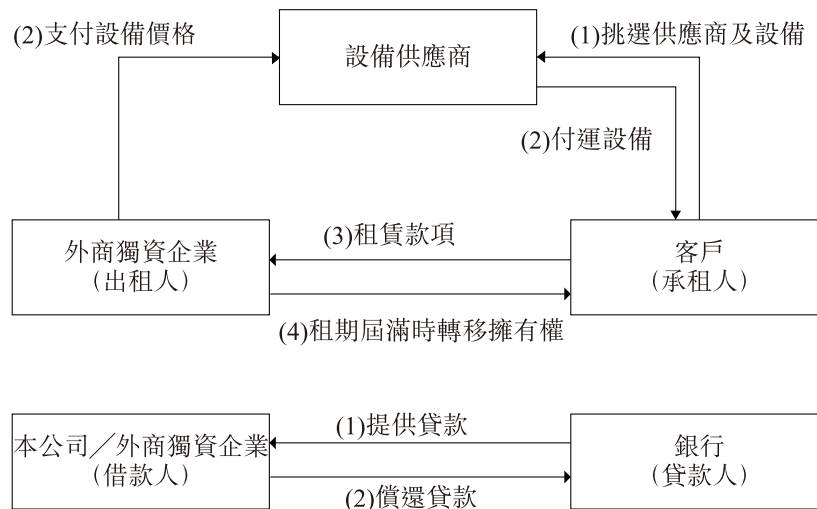 (2)支付設備價格
設備供應商
(1)挑選供應商及設備
(2)付運設備
外商獨資企業
（出租人）
(3)租賃款項
客戶
（承租人）
(4)租期屆滿時轉移擁有權
本公司／外商獨資企業
（借款人）
(1)提供貸款
銀行
（貸款人）
(2)償還貸款